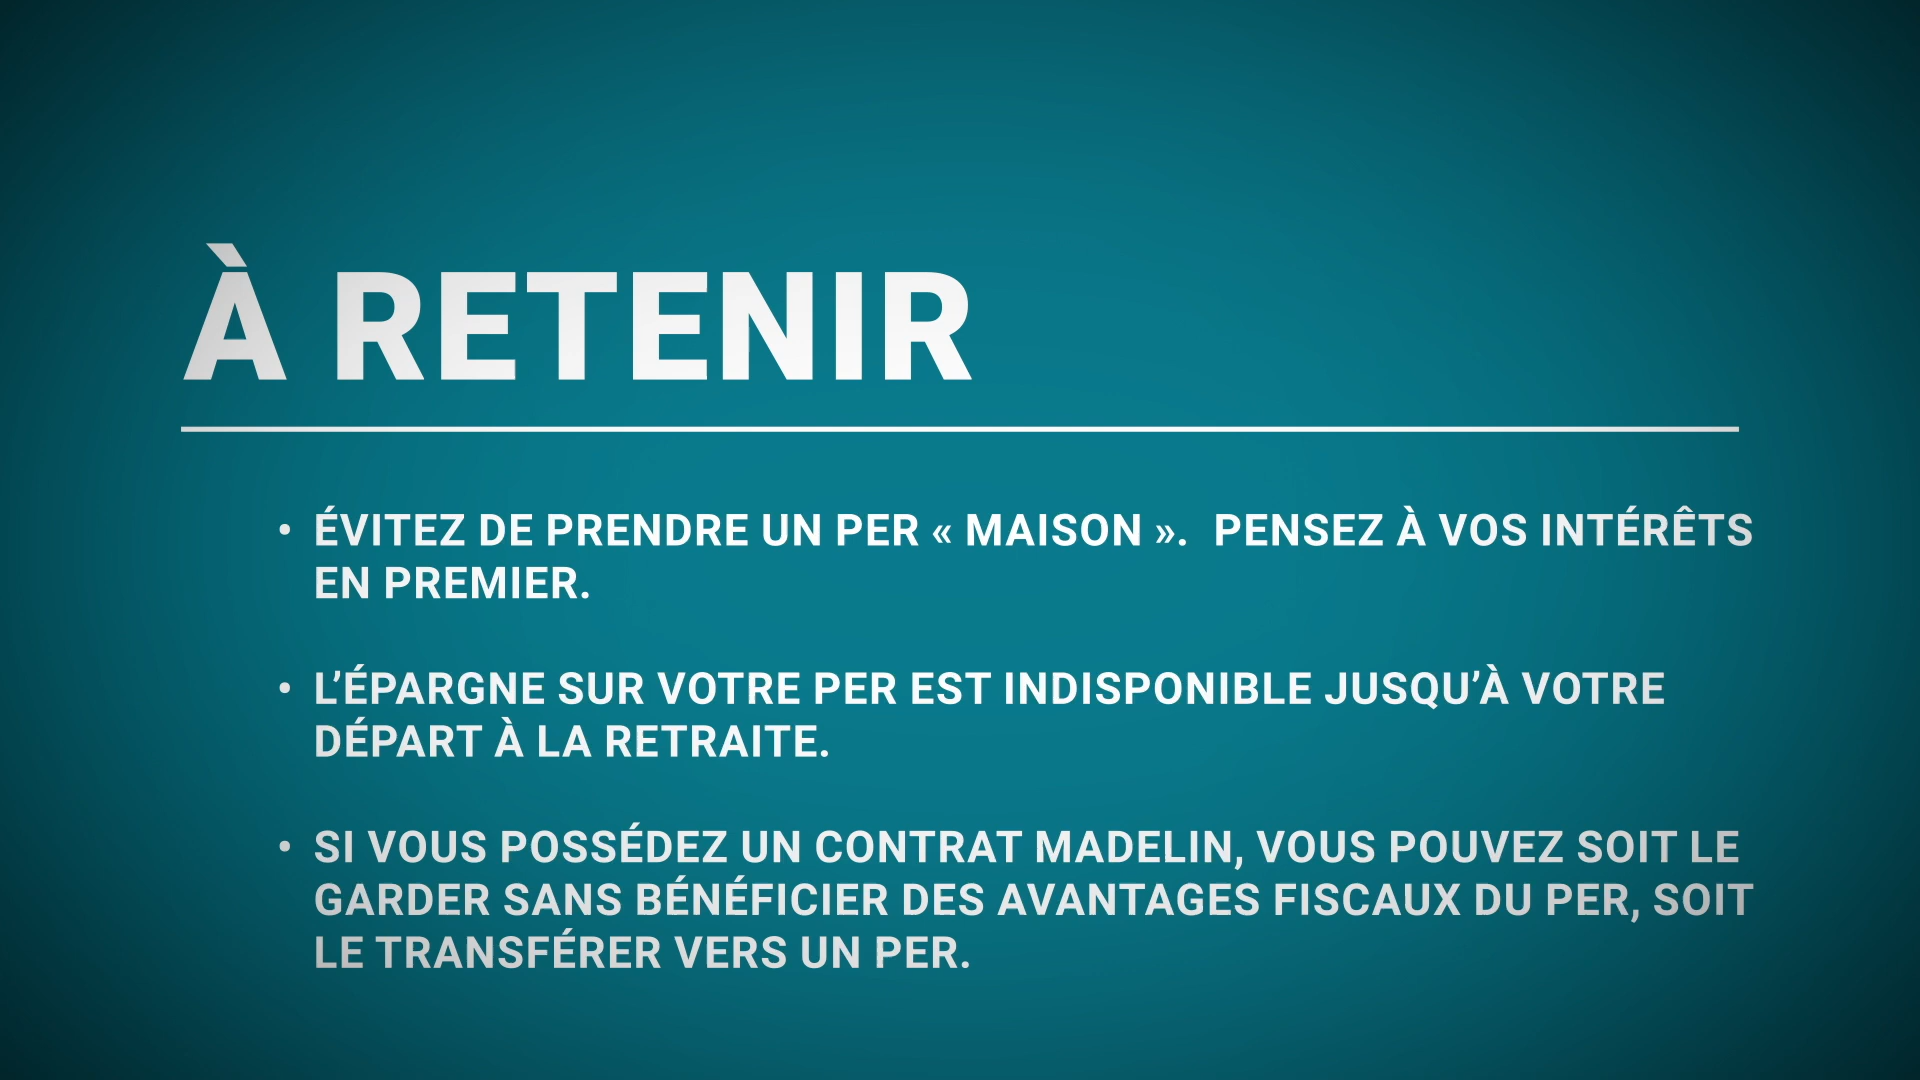 À RETENIR
• ÉVITEZ DE PRENDRE UN PER « MAISON ».  PENSEZ À VOS INTÉRÊTS
EN PREMIER.
• L’ÉPARGNE SUR VOTRE PER EST INDISPONIBLE JUSQU’À VOTRE
DÉPART À LA RETRAITE.
• SI VOUS POSSÉDEZ UN CONTRAT MADELIN, VOUS POUVEZ SOIT LE
GARDER SANS BÉNÉFICIER DES AVANTAGES FISCAUX DU PER, SOIT
LE TRANSFÉRER VERS UN PER.